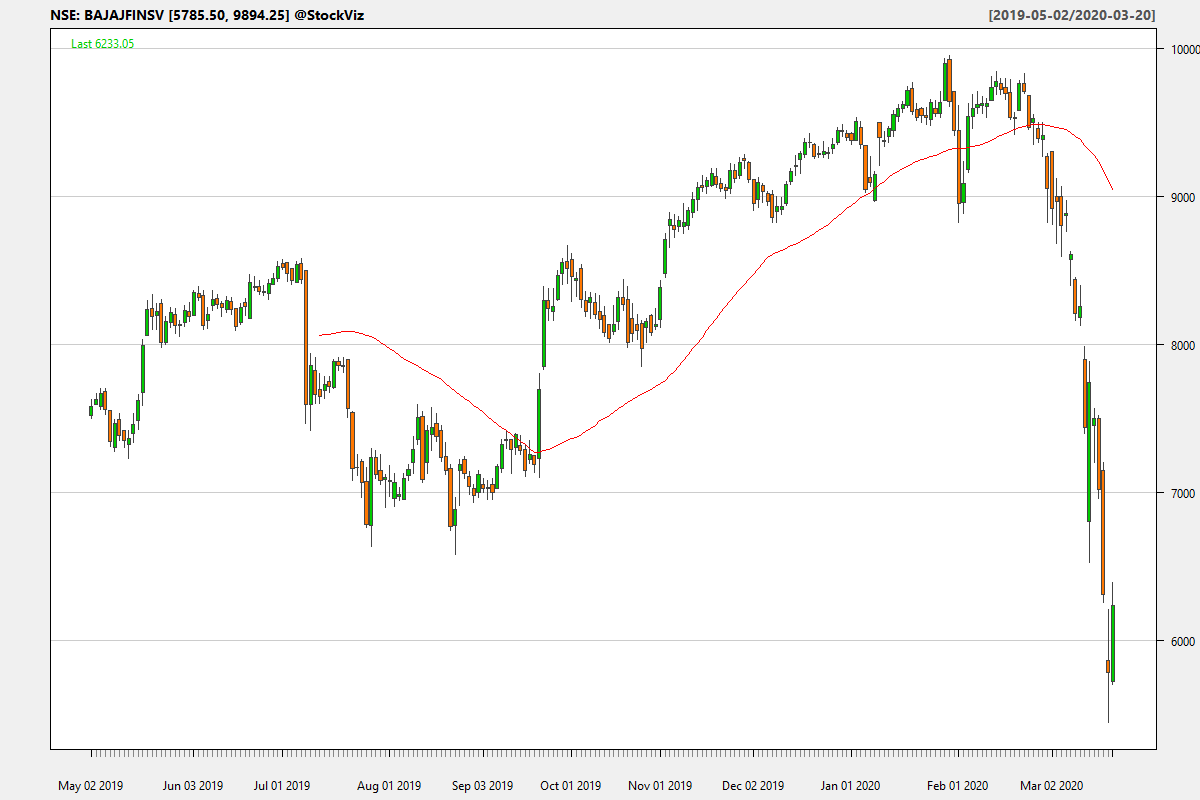 NSE: BAJAJFINSV [5785.50, 9894.25] @StockViz
[2019-05-02/2020-03-20]
Last 6233.05
10000
9000
8000
7000
6000
May 02 2019 Jun 03 2019 Jul 01 2019 Aug 01 2019 Sep 03 2019 Oct 01 2019 Nov 01 2019 Dec 02 2019 Jan 01 2020 Feb 01 2020 Mar 02 2020